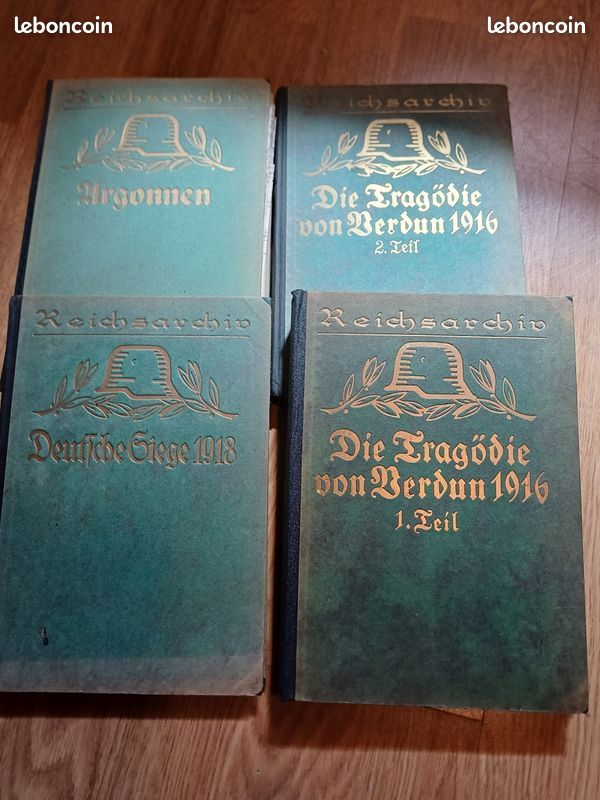 leboncoin
leboncoin
Reichsarchiv
Argonnen
Reichsarchiv
Die Tragödie
von Verdun 1916
2. Teil
Reichsarchiv
Deutsche Siege 1918
Reichsarchiv
Die Tragödie
von Verdun 1916
1. Teil